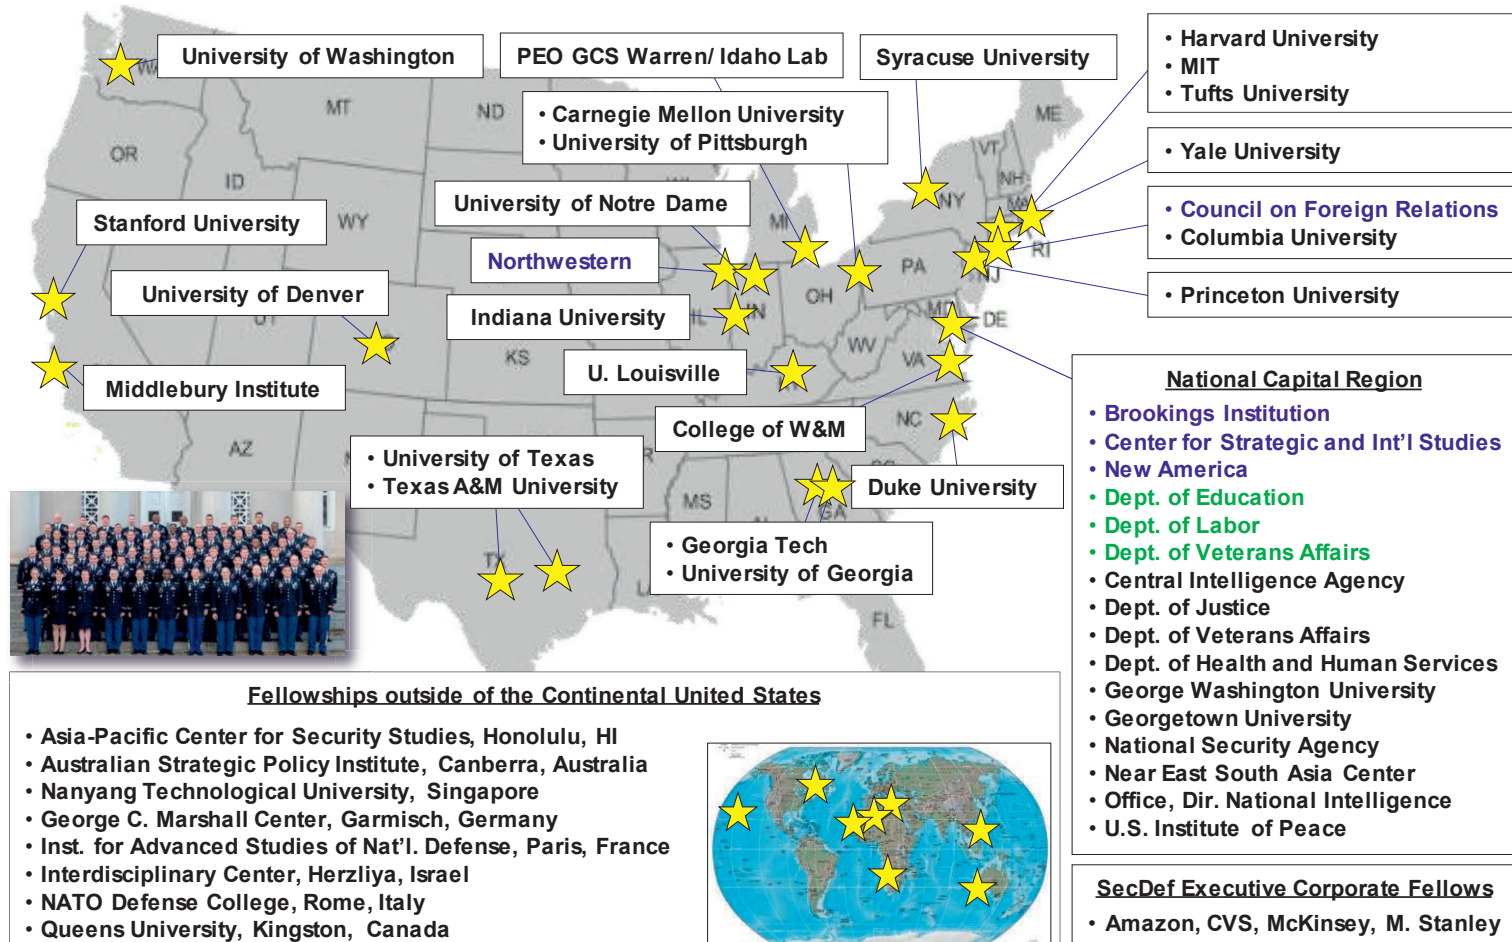 University of Washington
PEO GCS Warren/ Idaho Lab
Syracuse University
• Harvard University
• MIT
• Tufts University
• Carnegie Mellon University
• University of Pittsburgh
• Yale University
University of Notre Dame
Stanford University
• Council on Foreign Relations
• Columbia University
Northwestern
University of Denver
• Princeton University
Indiana University
U. Louisville
Middlebury Institute
College of W&M
• University of Texas
• Texas A&M University
Duke University
• Georgia Tech
• University of Georgia
MT
ND
ME
OR
ID
VT
NH
WY
NY
MI
RI
PA
NJ
OH
IN
DE
WV
VA
KS
NC
AZ
MS
GA
TX
FL
National Capital Region
• Brookings Institution
• Center for Strategic and Int'l Studies
• New America
• Dept. of Education
• Dept. of Labor
• Dept. of Veterans Affairs
• Central Intelligence Agency
• Dept. of Justice
• Dept. of Veterans Affairs
• Dept. of Health and Human Services
• George Washington University
• Georgetown University
• National Security Agency
• Near East South Asia Center
• Office, Dir. National Intelligence
• U.S. Institute of Peace
Fellowships outside of the Continental United States
• Asia-Pacific Center for Security Studies, Honolulu, HI
• Australian Strategic Policy Institute, Canberra, Australia
• Nanyang Technological University, Singapore
• George C. Marshall Center, Garmisch, Germany
• Inst. for Advanced Studies of Nat'l. Defense, Paris, France
• Interdisciplinary Center, Herzliya, Israel
• NATO Defense College, Rome, Italy
• Queens University, Kingston, Canada
SecDef Executive Corporate Fellows
• Amazon, CVS, McKinsey, M. Stanley